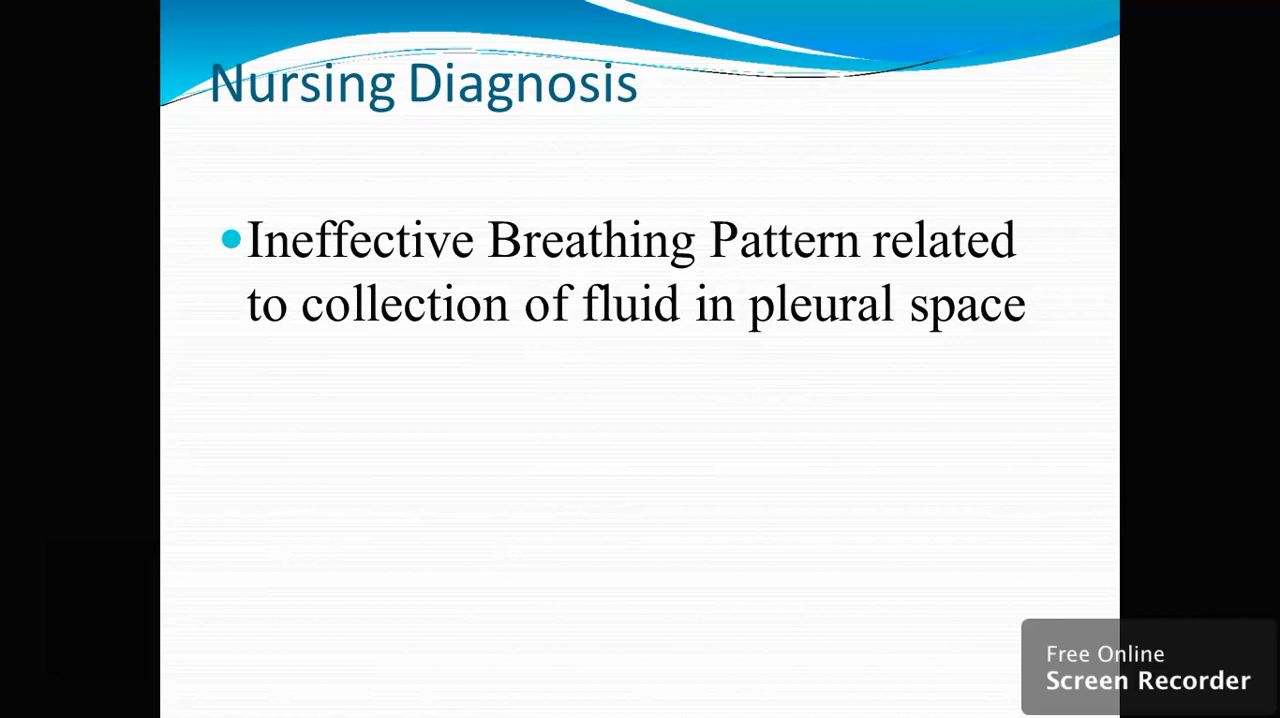 Nursing Diagnosis
•Ineffective Breathing Pattern related
to collection of fluid in pleural space
Free Online
Screen Recorder